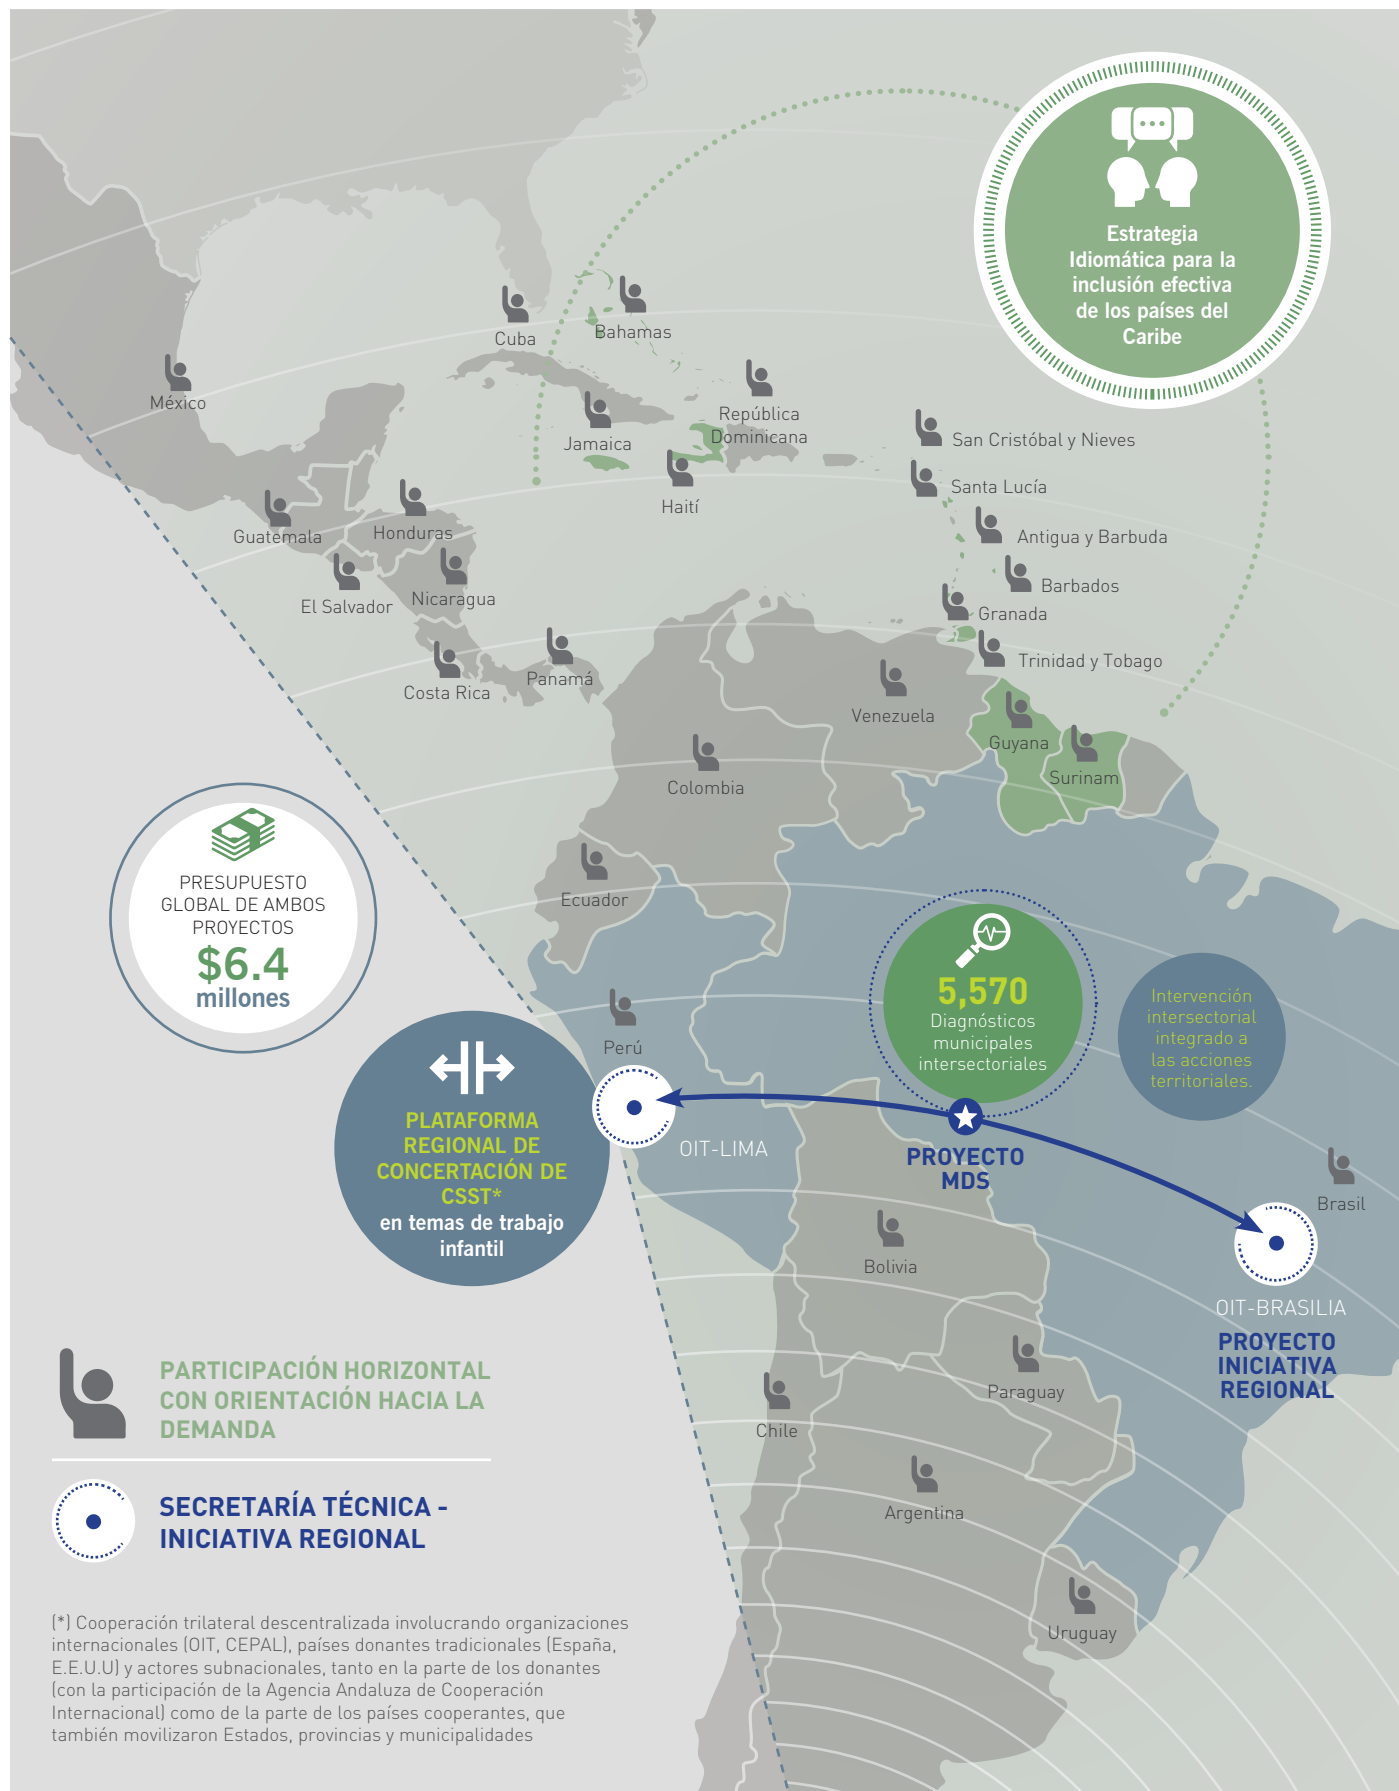 Estrategia
Idiomática para la
inclusión efectiva
de los países del
Caribe
Cuba
Bahamas
México
República
Dominicana
Jamaica
Haití
San Cristóbal y Nieves
Santa Lucía
Antigua y Barbuda
Barbados
Granada
Trinidad y Tobago
Guatemala
Honduras
El Salvador
Nicaragua
Costa Rica
Panamá
Venezuela
Guyana
Surinam
Colombia
Ecuador
PRESUPUESTO
GLOBAL DE AMBOS
PROYECTOS
$6.4
millones
5,570
Diagnósticos
municipales
intersectoriales
Intervención
intersectorial
integrado a
las acciones
territoriales.
Perú
PLATAFORMA
REGIONAL DE
CONCERTACIÓN DE
CSST*
en temas de trabajo
infantil
OIT-LIMA
PROYECTO
MDS
Brasil
Bolivia
OIT-BRASILIA
PROYECTO
INICIATIVA
REGIONAL
Paraguay
Chile
Argentina
Uruguay
PARTICIPACIÓN HORIZONTAL
CON ORIENTACIÓN HACIA LA
DEMANDA
SECRETARÍA TÉCNICA -
INICIATIVA REGIONAL
(*) Cooperación trilateral descentralizada involucrando organizaciones
internacionales (OIT, CEPAL), países donantes tradicionales (España,
E.E.U.U) y actores subnacionales, tanto en la parte de los donantes
(con la participación de la Agencia Andaluza de Cooperación
Internacional) como de la parte de los países cooperantes, que
también movilizaron Estados, provincias y municipalidades